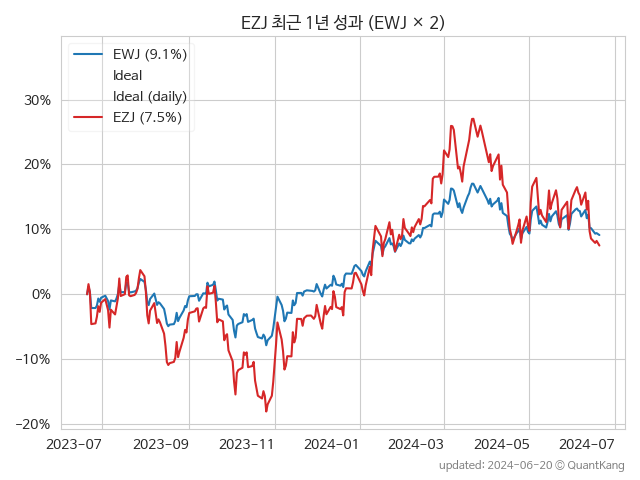 EZJ 최근 1년 성과 (EWJ × 2)
EWJ (9.1%)
Ideal
Ideal (daily)
EZJ (7.5%)
30%
20%
10%
0%
−10%
−20%
2023-07 2023-09 2023-11 2024-01 2024-03 2024-05 2024-07
updated: 2024-06-20 © QuantKang